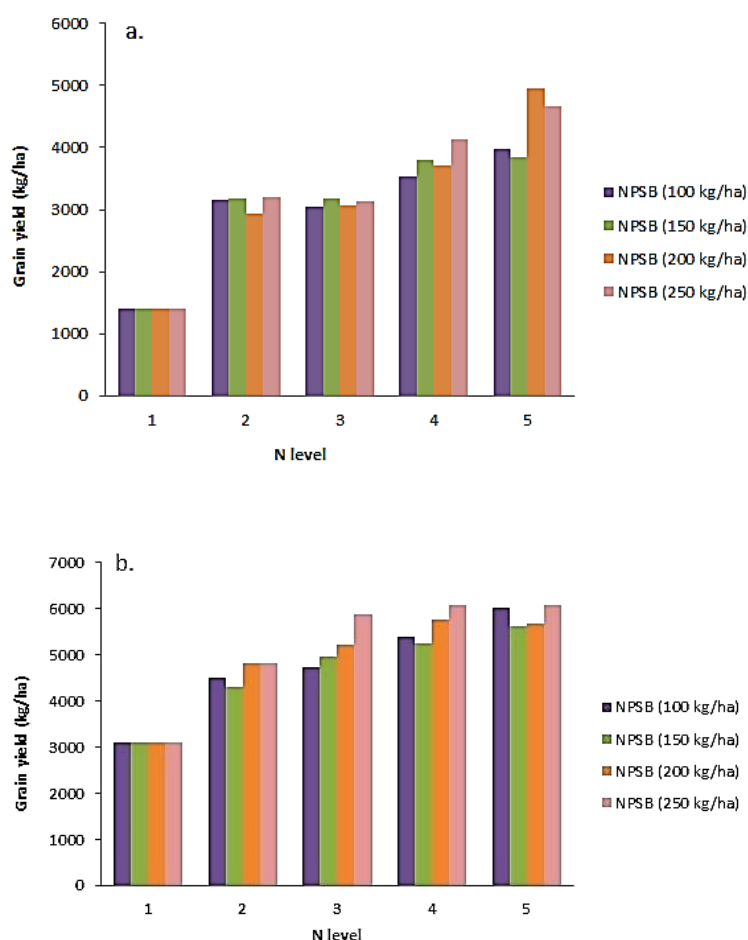 a.
6000
5000
4000
3000
2000
1000
0
Grain yield (kg/ha)
1 2 3 4 5
N level
NPSB (100 kg/ha)
NPSB (150 kg/ha)
NPSB (200 kg/ha)
NPSB (250 kg/ha)
b.
7000
6000
5000
4000
3000
2000
1000
0
Grain yield (kg/ha)
1 2 3 4 5
N level
NPSB (100 kg/ha)
NPSB (150 kg/ha)
NPSB (200 kg/ha)
NPSB (250 kg/ha)